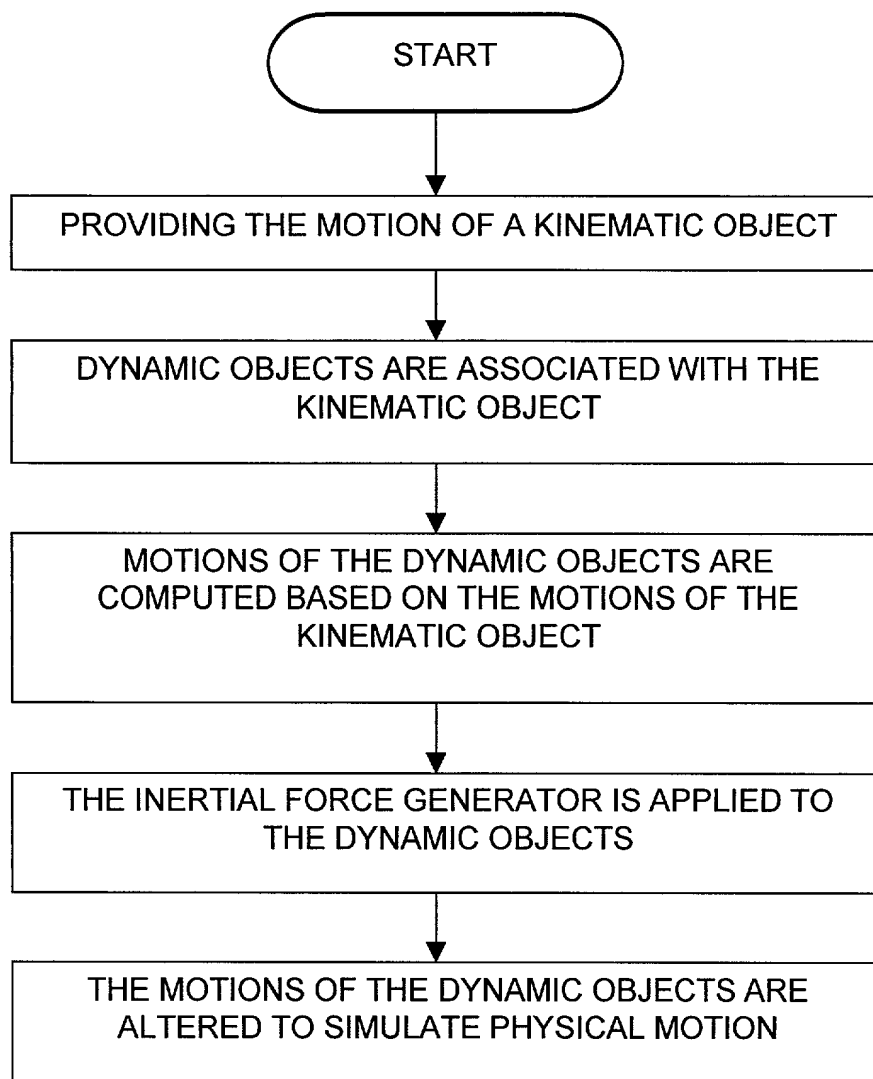 START
PROVIDING THE MOTION OF A KINEMATIC OBJECT
DYNAMIC OBJECTS ARE ASSOCIATED WITH THE
KINEMATIC OBJECT
MOTIONS OF THE DYNAMIC OBJECTS ARE
COMPUTED BASED ON THE MOTIONS OF THE
KINEMATIC OBJECT
THE INERTIAL FORCE GENERATOR IS APPLIED TO
THE DYNAMIC OBJECTS
THE MOTIONS OF THE DYNAMIC OBJECTS ARE
ALTERED TO SIMULATE PHYSICAL MOTION